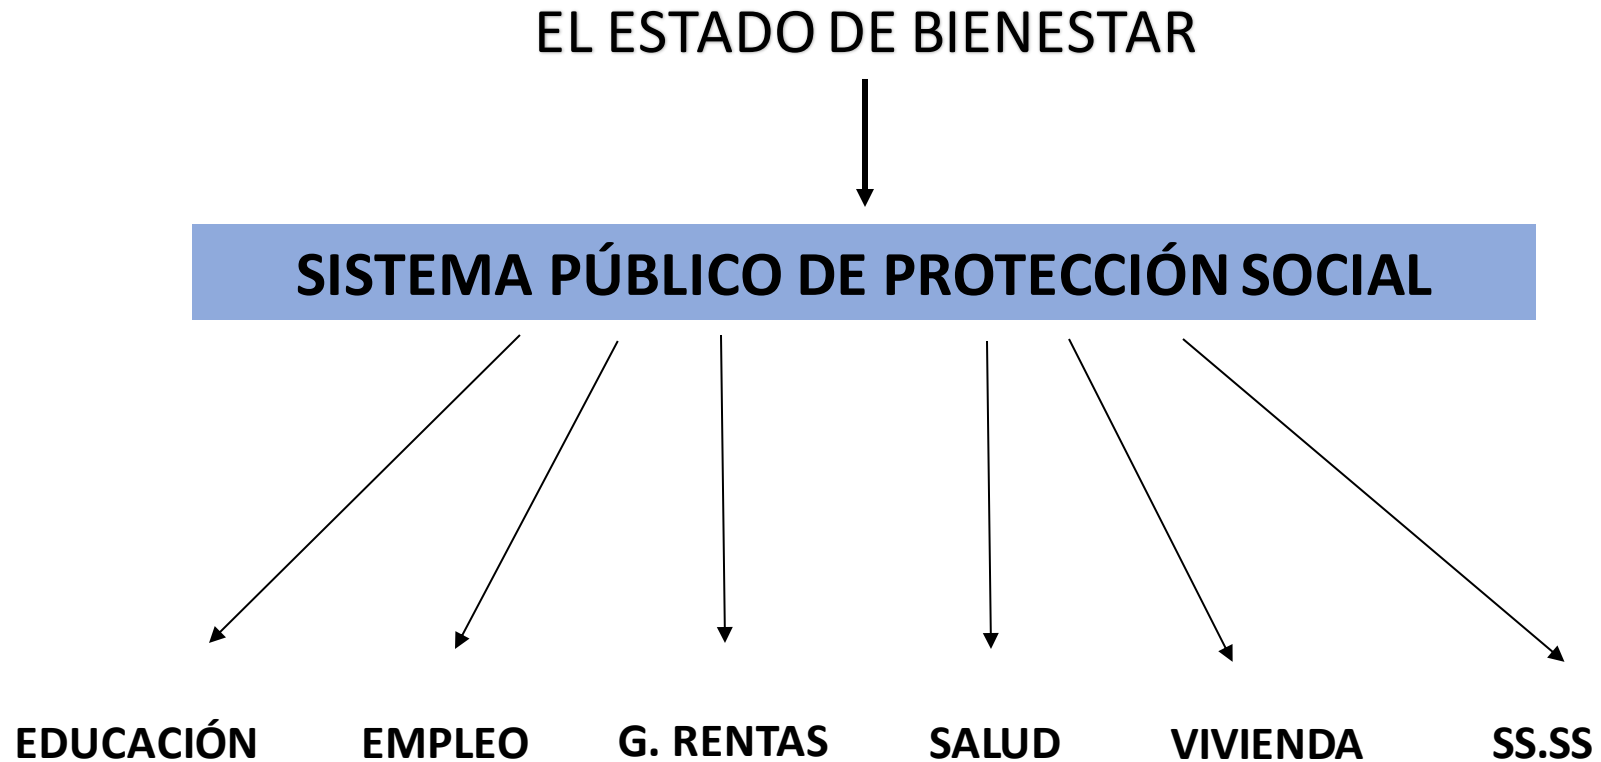 EL ESTADO DE BIENESTAR
SISTEMA PÚBLICO DE PROTECCIÓN SOCIAL
EDUCACIÓN
EMPLEO
G. RENTAS
SALUD
VIVIENDA
SS.SS